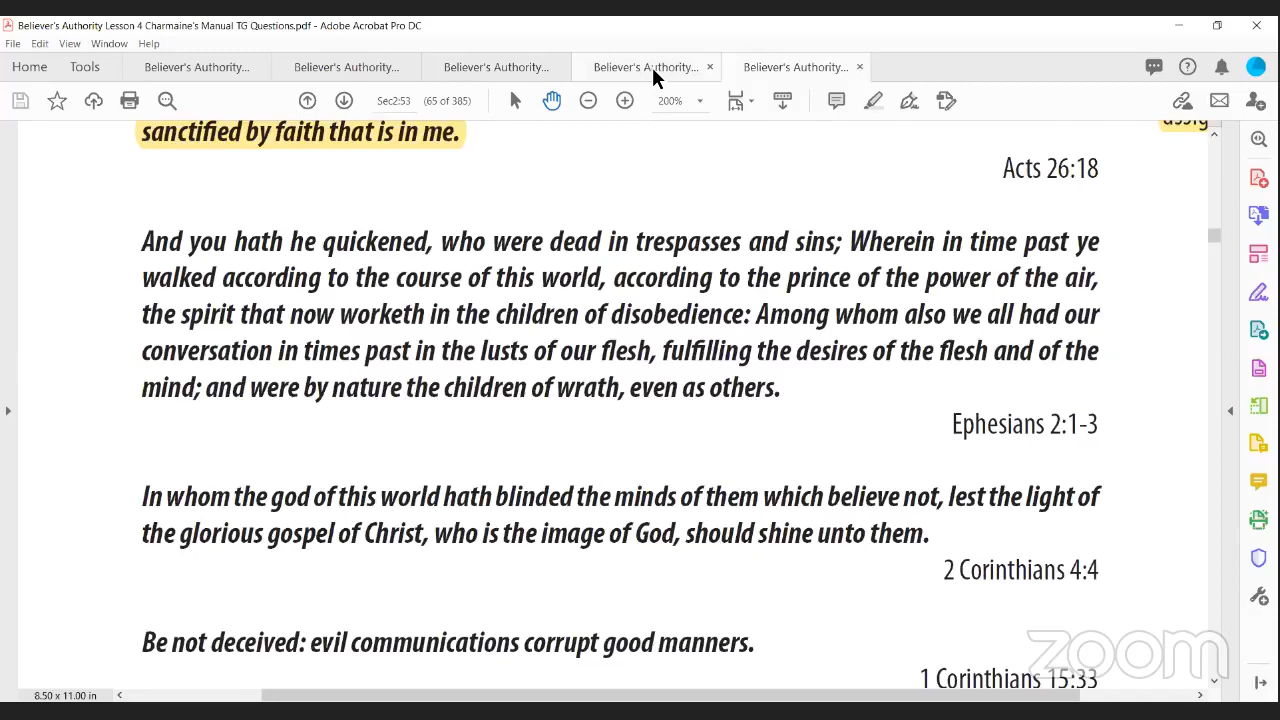 Believer's Authority Lesson 4 Charmaine's Manual TG Questions.pdf - Adobe Acrobat Pro DC
File Edit View Window Help
Home Tools Believer's Authority... Believer's Authority... Believer's Authority... Believer's Authority... Believer's Authority...
Sec2:53 (65 of 385) 200%
sanctified by faith that is in me.
Acts 26:18
And you hath he quickened, who were dead in trespasses and sins; Wherein in time past ye
walked according to the course of this world, according to the prince of the power of the air,
the spirit that now worketh in the children of disobedience: Among whom also we all had our
conversation in times past in the lusts of our flesh, fulfilling the desires of the flesh and of the
mind; and were by nature the children of wrath, even as others.
Ephesians 2:1-3
In whom the god of this world hath blinded the minds of them which believe not, lest the light of
the glorious gospel of Christ, who is the image of God, should shine unto them.
2 Corinthians 4:4
Be not deceived: evil communications corrupt good manners.
1 Corinthians 15:33
zoom
8.50 x 11.00 in